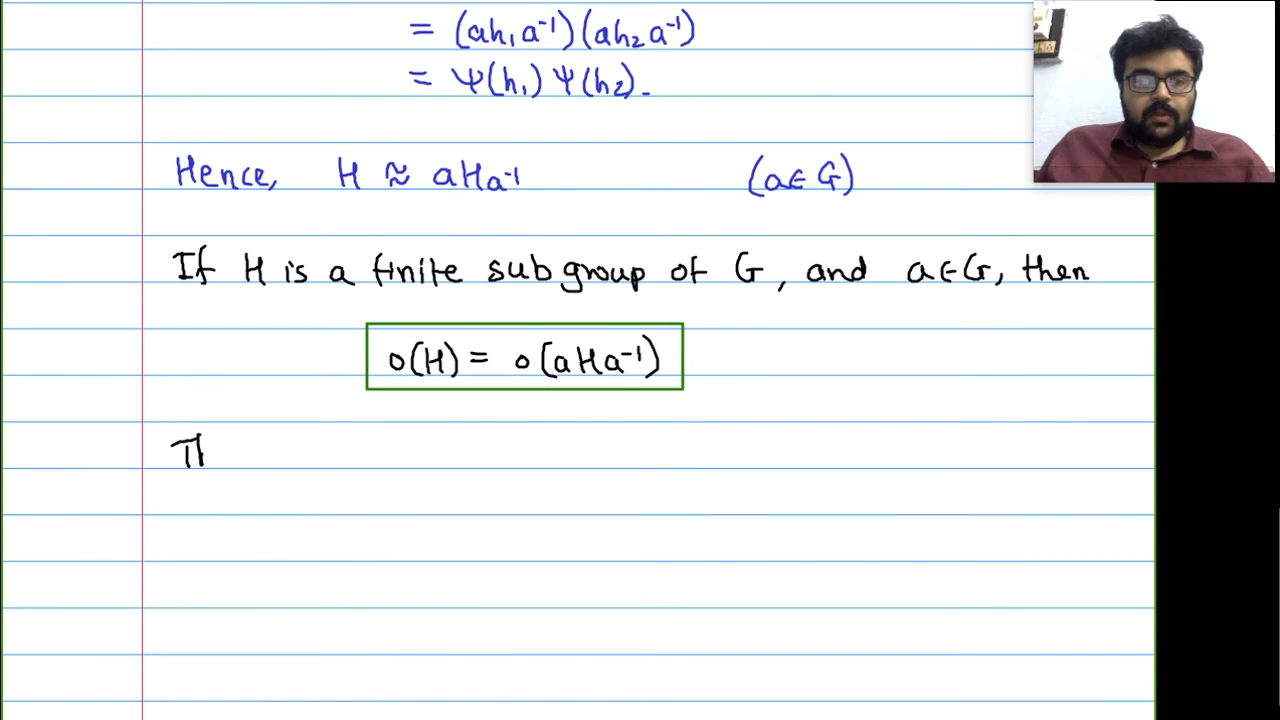 = (ah₁a⁻¹)(ah₂a⁻¹)
= Ψ(h₁) Ψ(h₂).
Hence, H ≈ aHa⁻¹ (a∈G)
If H is a finite subgroup of G, and a∈G, then
o(H) = o(aHa⁻¹)